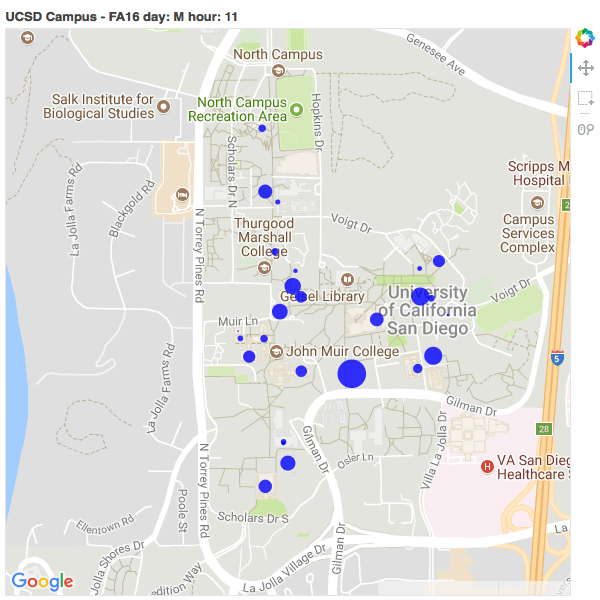 UCSD Campus - FA16 day: M hour: 11
Genesee Ave
North Campus
Salk Institute for
Biological Studies
North Campus
Recreation Area
Hopkins Dr
Scholars Dr N
Scripps M
Hospital
La Jolla Farms Rd
Blackgold Rd
2
N Torrey Pines Rd
Thurgood
Marshall
College
Voigt Dr
Campus
Services
Complex
Geisel Library
University
of California
San Diego
Voigt Dr
Muir Ln
John Muir College
5
La Jolla Farms Rd
Gilman Dr
Gilman Dr
28
Villa La Jolla Dr
Osler Ln
VA San Dieg
Healthcare S
N Torrey Pines Rd
Poole St
Ellentown Rd
Scholars Dr S
Gilman Dr
La
La Jolla Shores Dr
edition Way
La Jolla Village Dr
Google